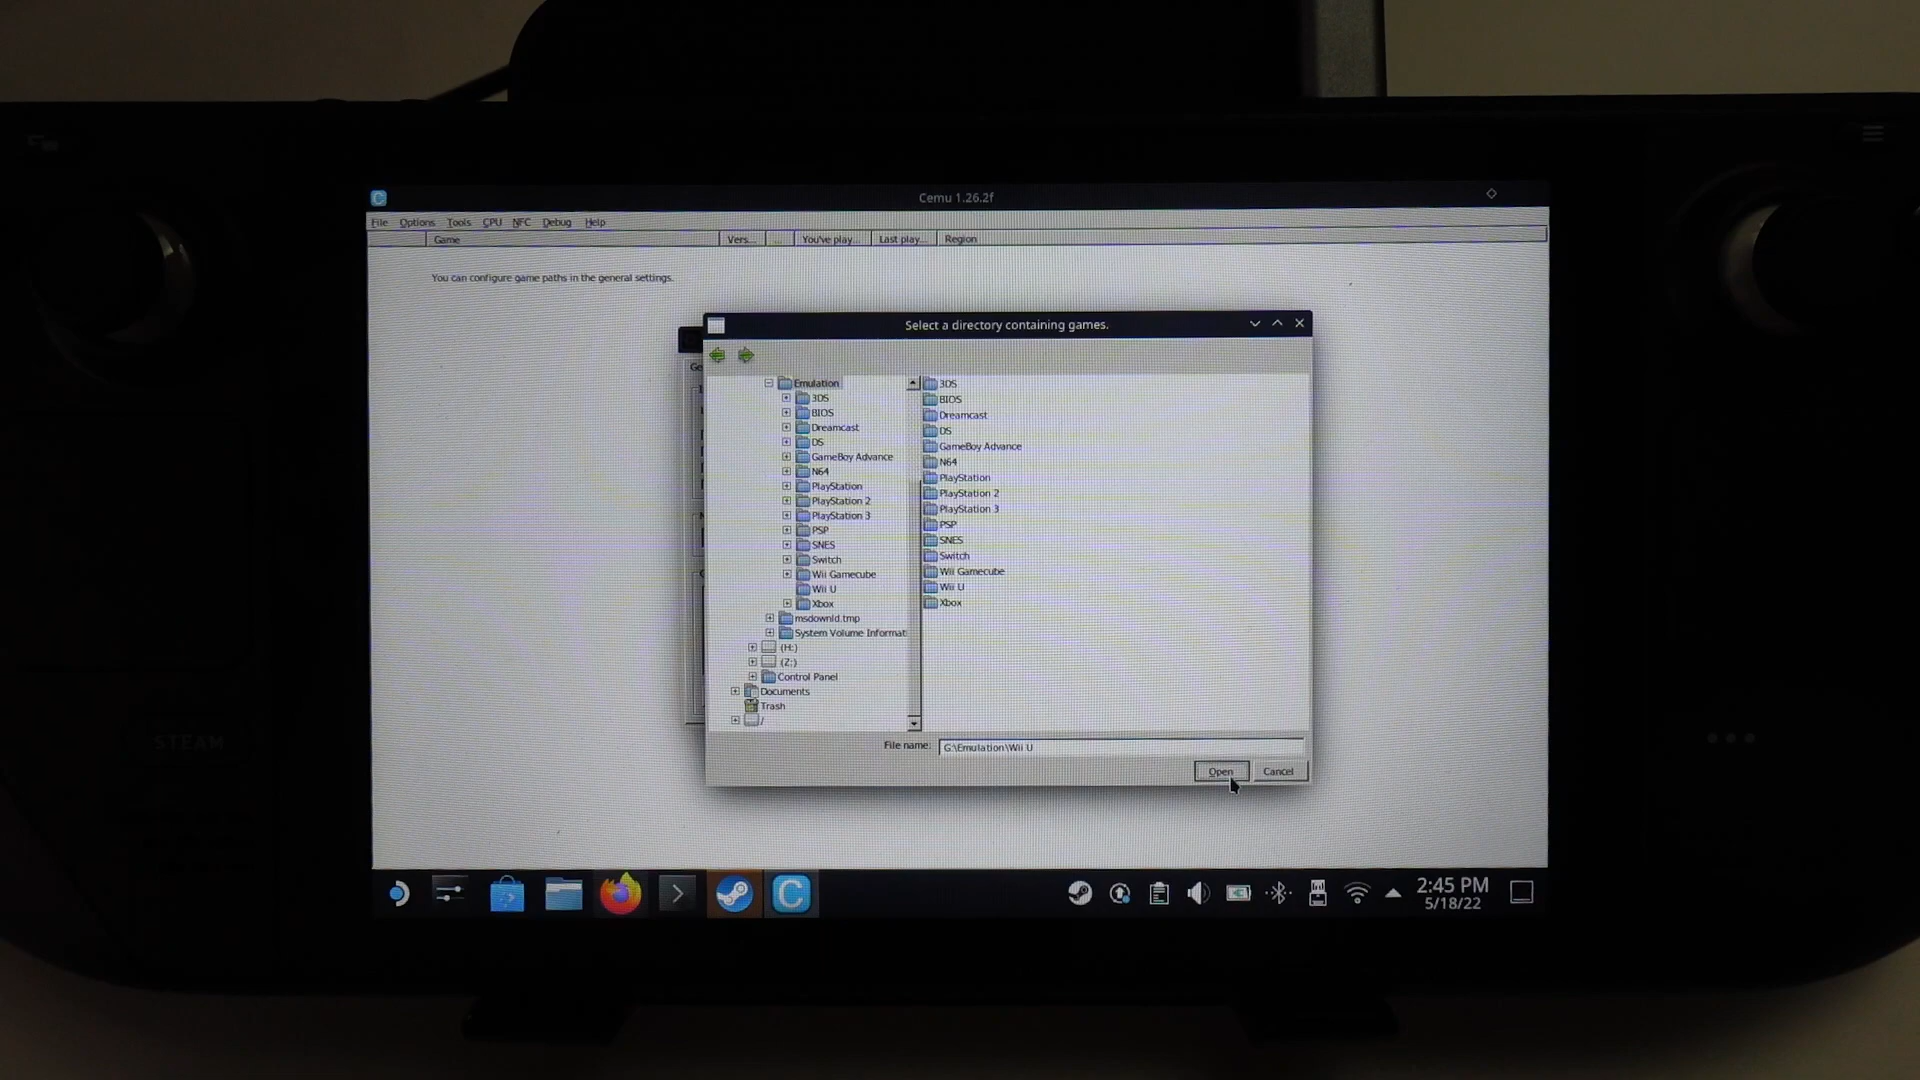 Cemu 1.26.2f
File Options Tools CPU NFC Debug Help
Game Vers... ... You've play... Last play... Region
You can configure game paths in the general settings.
Select a directory containing games.
Emulation
3DS
BIOS
Dreamcast
DS
GameBoy Advance
N64
PlayStation
PlayStation 2
PlayStation 3
PSP
SNES
Switch
Wii Gamecube
Wii U
Xbox
msdownld.tmp
System Volume Informat
(H:)
(Z:)
Control Panel
Documents
Trash
/
3DS
BIOS
Dreamcast
DS
GameBoy Advance
N64
PlayStation
PlayStation 2
PlayStation 3
PSP
SNES
Switch
Wii Gamecube
Wii U
Xbox
File name: G:\Emulation\Wii U
Open Cancel
STEAM
2:45 PM
5/18/22